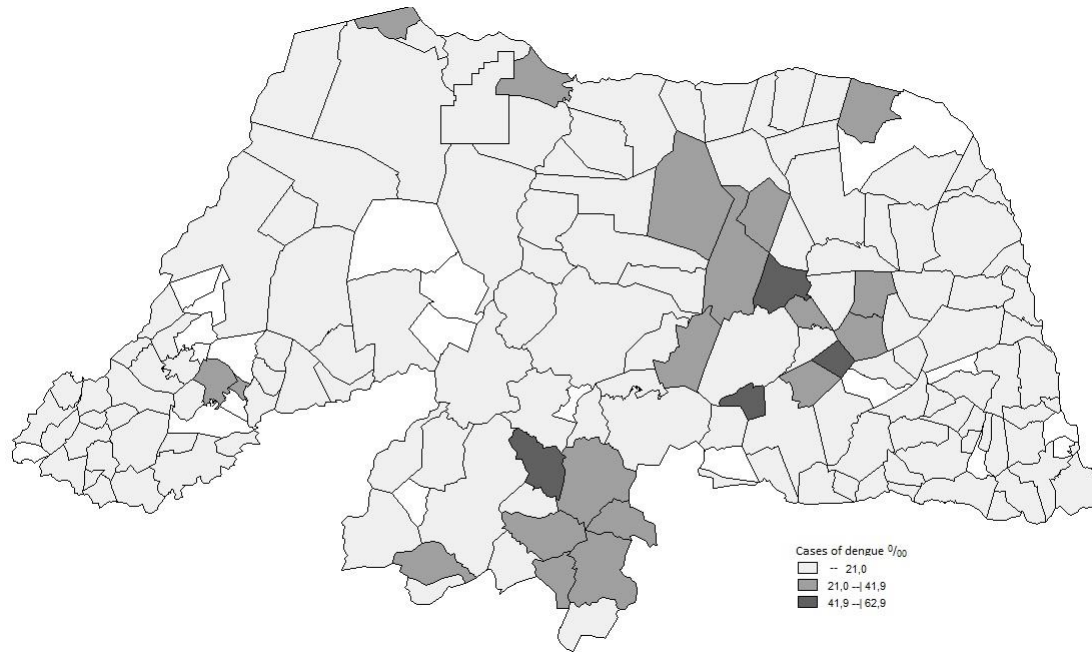 Cases of dengue 0/00
-- 21,0
21,0 --| 41,9
41,9 --| 62,9